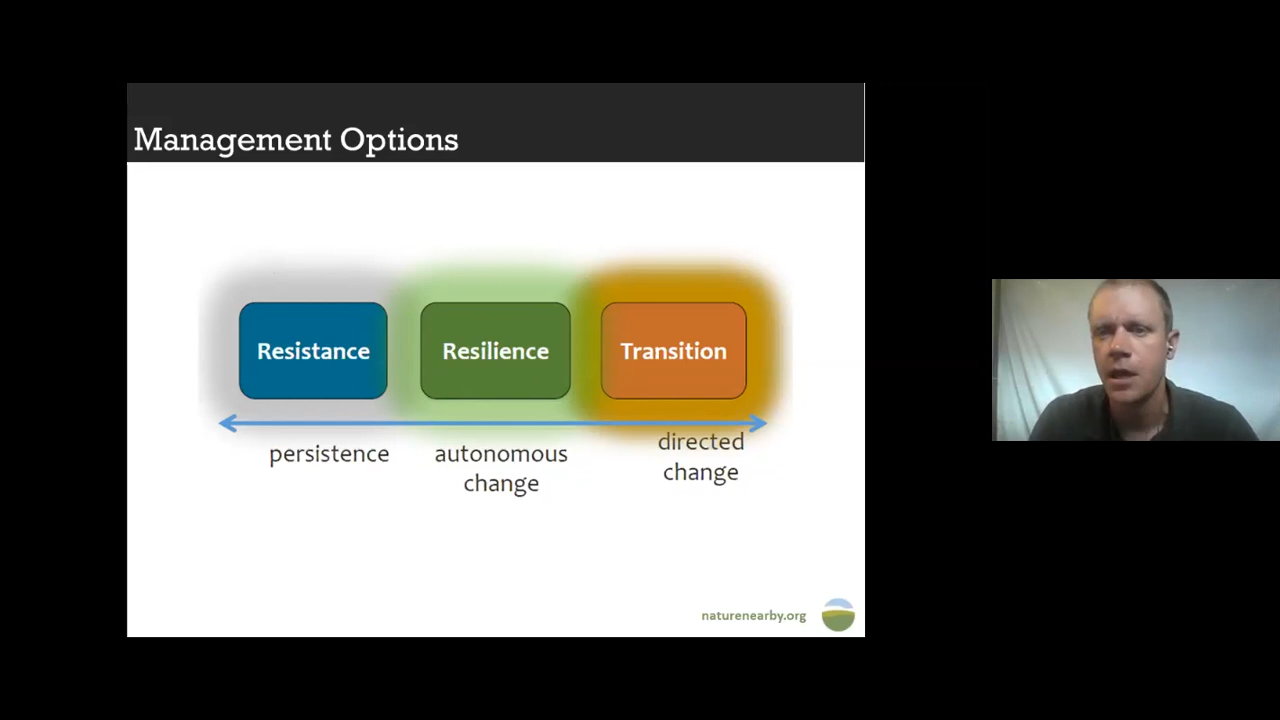 Management Options
Resistance
Resilience
Transition
persistence
autonomous
change
directed
change
naturenearby.org